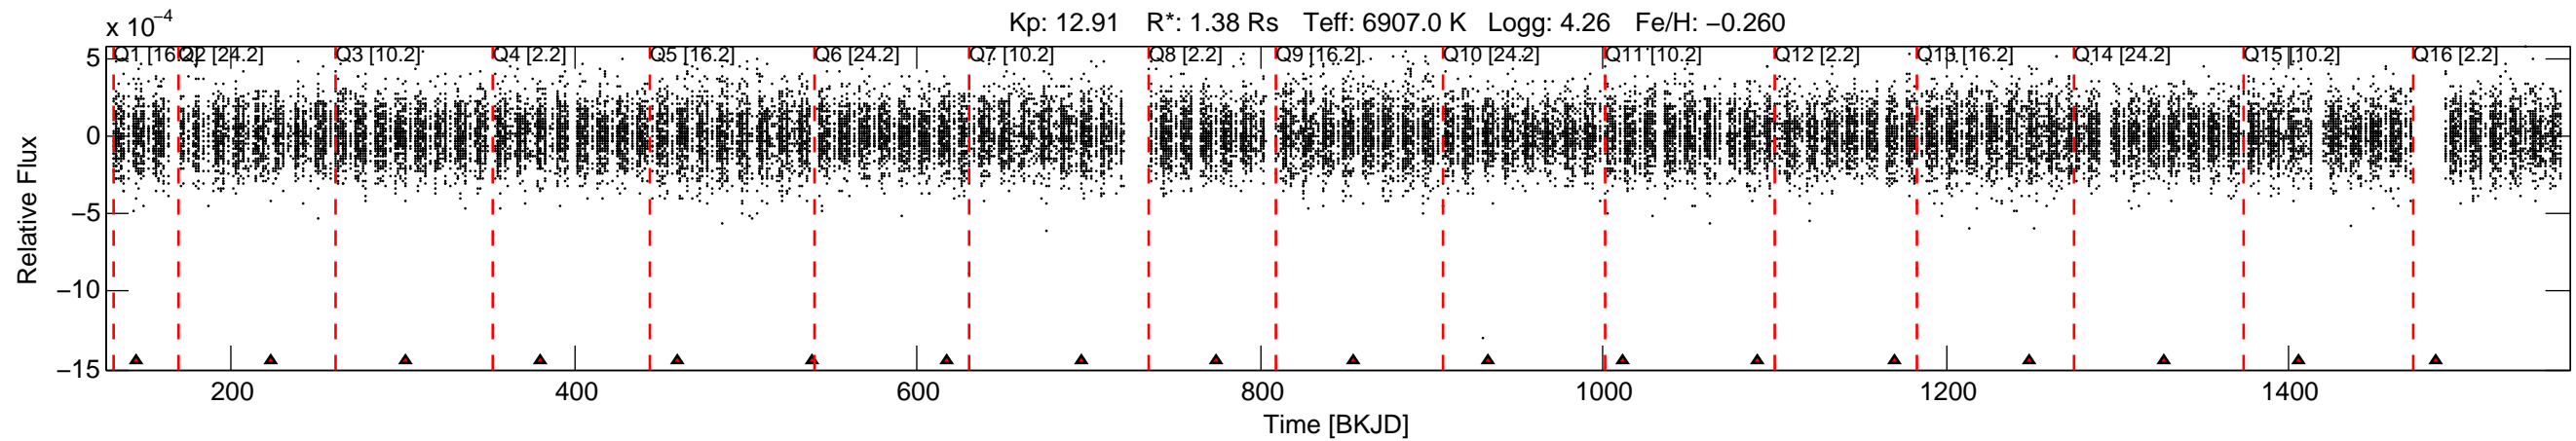 Kp: 12.91 R*: 1.38 Rs Teff: 6907.0 K Logg: 4.26 Fe/H: −0.260
x 10⁻⁴
Q1 [16.2] Q2 [24.2] Q3 [10.2] Q4 [2.2] Q5 [16.2] Q6 [24.2] Q7 [10.2] Q8 [2.2] Q9 [16.2] Q10 [24.2] Q11 [10.2] Q12 [2.2] Q13 [16.2] Q14 [24.2] Q15 [10.2] Q16 [2.2]
5
0
−5
−10
−15
Relative Flux
200 400 600 800 1000 1200 1400
Time [BKJD]